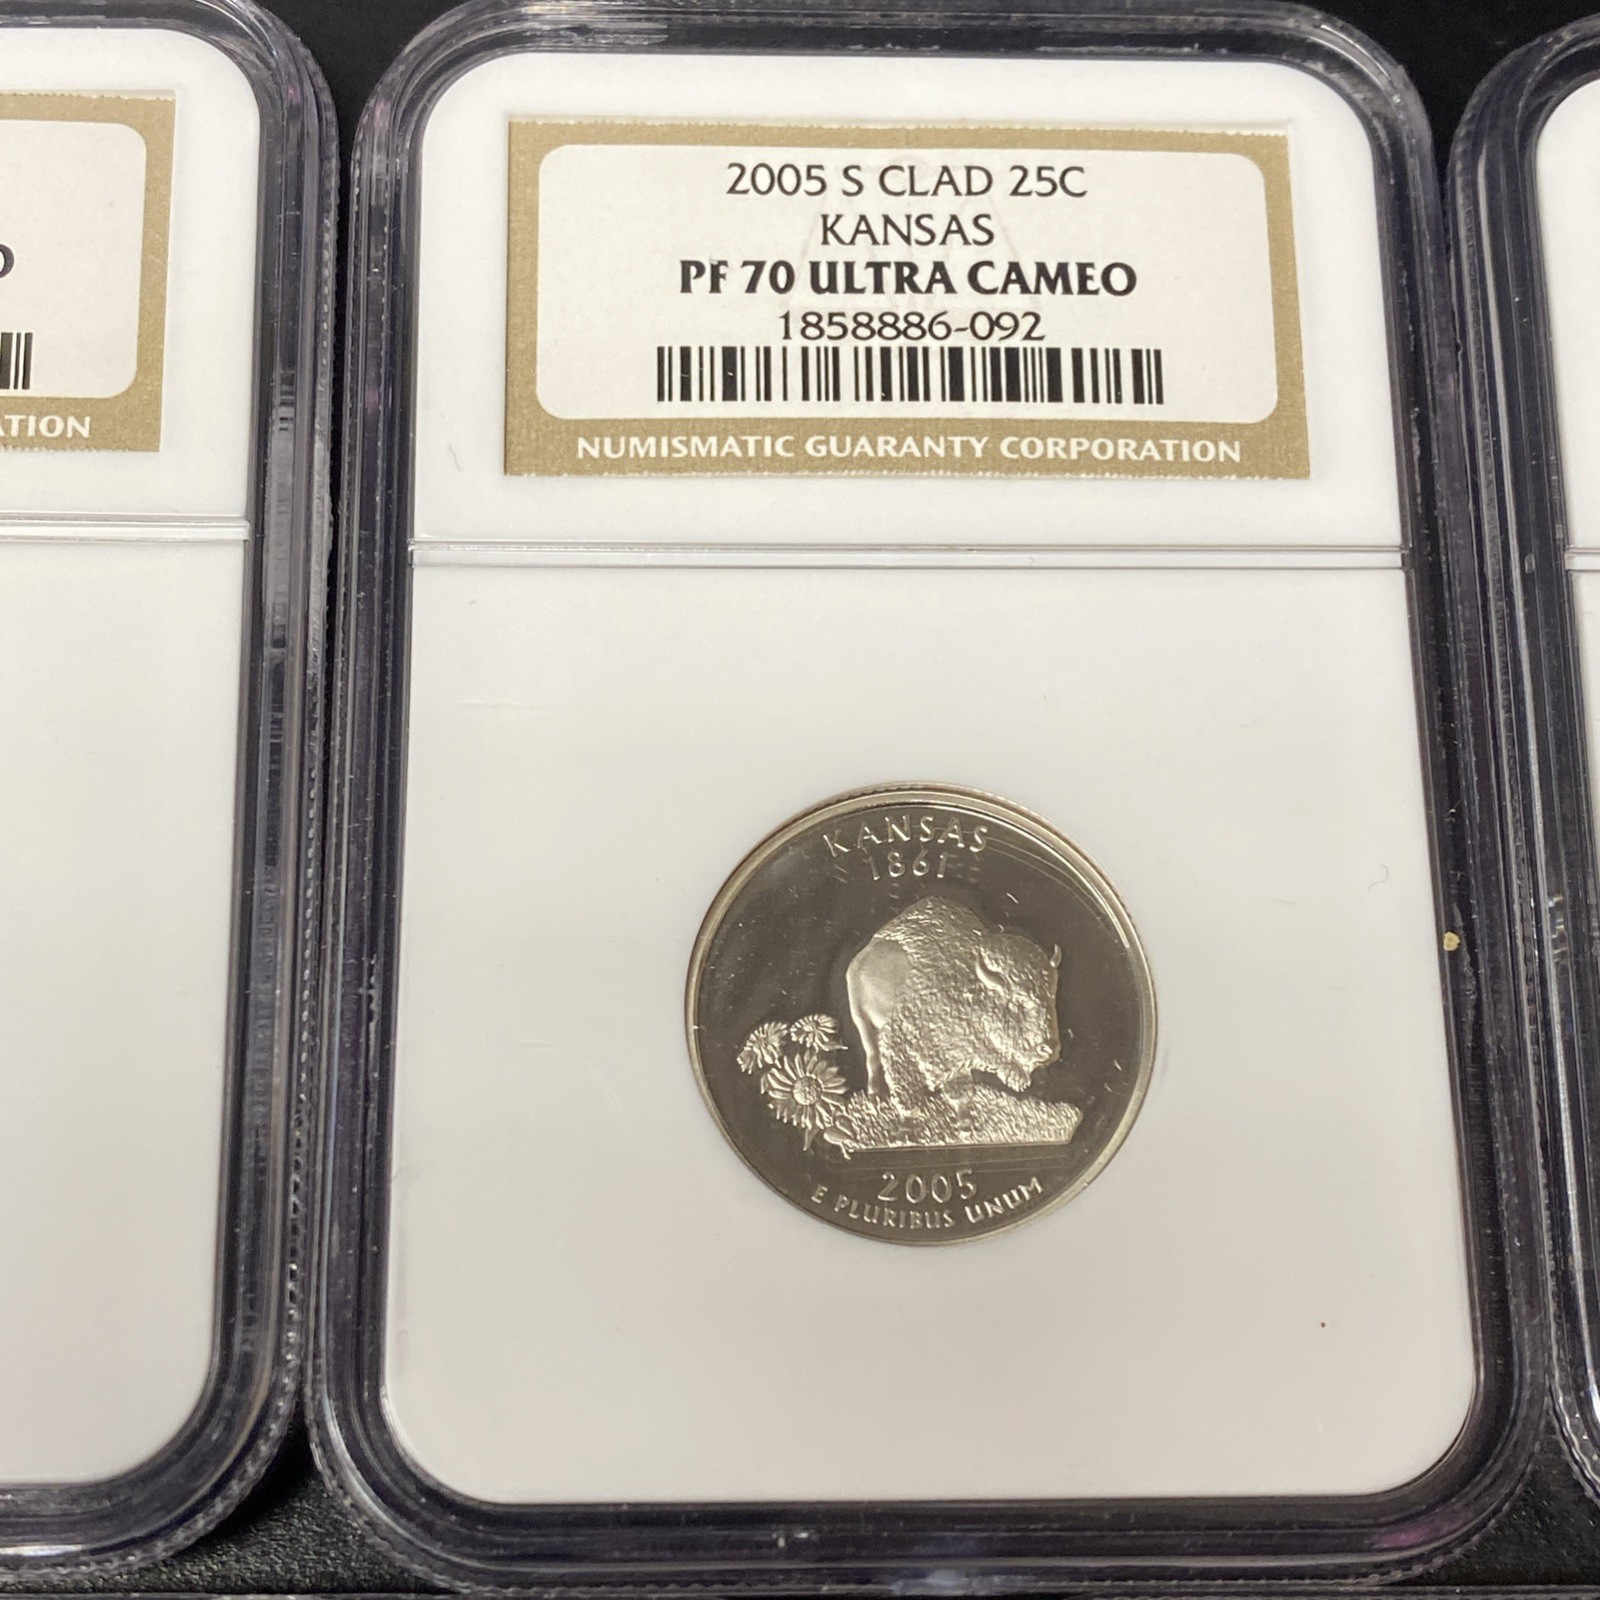 ATION
2005 S CLAD 25C
KANSAS
PF 70 ULTRA CAMEO
1858886-092
NUMISMATIC GUARANTY CORPORATION
KANSAS
1861
2005
E PLURIBUS UNUM